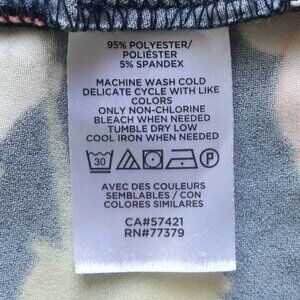 95% POLYESTER/
POLIÉSTER
5% SPANDEX
MACHINE WASH COLD
DELICATE CYCLE WITH LIKE
COLORS
ONLY NON-CHLORINE
BLEACH WHEN NEEDED
TUMBLE DRY LOW
COOL IRON WHEN NEEDED
30 P
AVEC DES COULEURS
SEMBLABLES / CON
COLORES SIMILARES
CA#57421
RN#77379